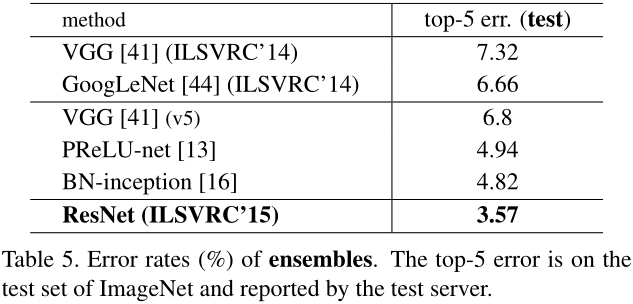 method top-5 err. (test)
VGG [41] (ILSVRC’14) 7.32
GoogLeNet [44] (ILSVRC’14) 6.66
VGG [41] (v5) 6.8
PReLU-net [13] 4.94
BN-inception [16] 4.82
ResNet (ILSVRC’15) 3.57
Table 5. Error rates (%) of ensembles. The top-5 error is on the
test set of ImageNet and reported by the test server.